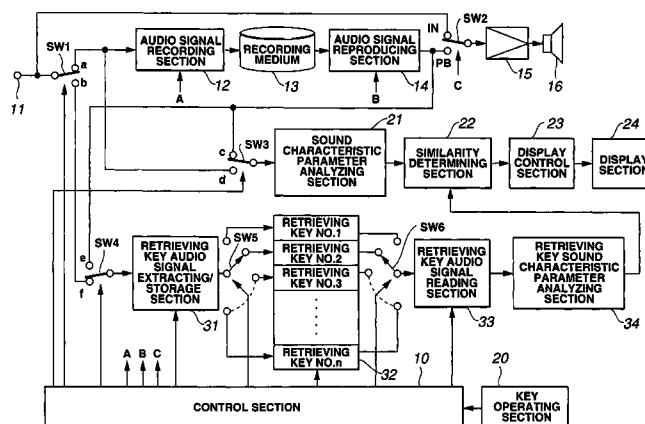 IN
SW2
SW1
a
b
AUDIO SIGNAL
RECORDING
SECTION
RECORDING
MEDIUM
AUDIO SIGNAL
REPRODUCING
SECTION
PB
11
A
12
13
B
14
C
15
16
21
22
23
24
c
d
SW3
SOUND
CHARACTERISTIC
PARAMETER
ANALYZING
SECTION
SIMILARITY
DETERMINING
SECTION
DISPLAY
CONTROL
SECTION
DISPLAY
SECTION
SW4
e
f
RETRIEVING
KEY AUDIO
SIGNAL
EXTRACTING/
STORAGE
SECTION
31
SW5
RETRIEVING
KEY NO.1
RETRIEVING
KEY NO.2
RETRIEVING
KEY NO.3
RETRIEVING
KEY NO.n
32
SW6
RETRIEVING
KEY AUDIO
SIGNAL
READING
SECTION
33
RETRIEVING
KEY SOUND
CHARACTERISTIC
PARAMETER
ANALYZING
SECTION
34
A B C
10
20
CONTROL SECTION
KEY
OPERATING
SECTION